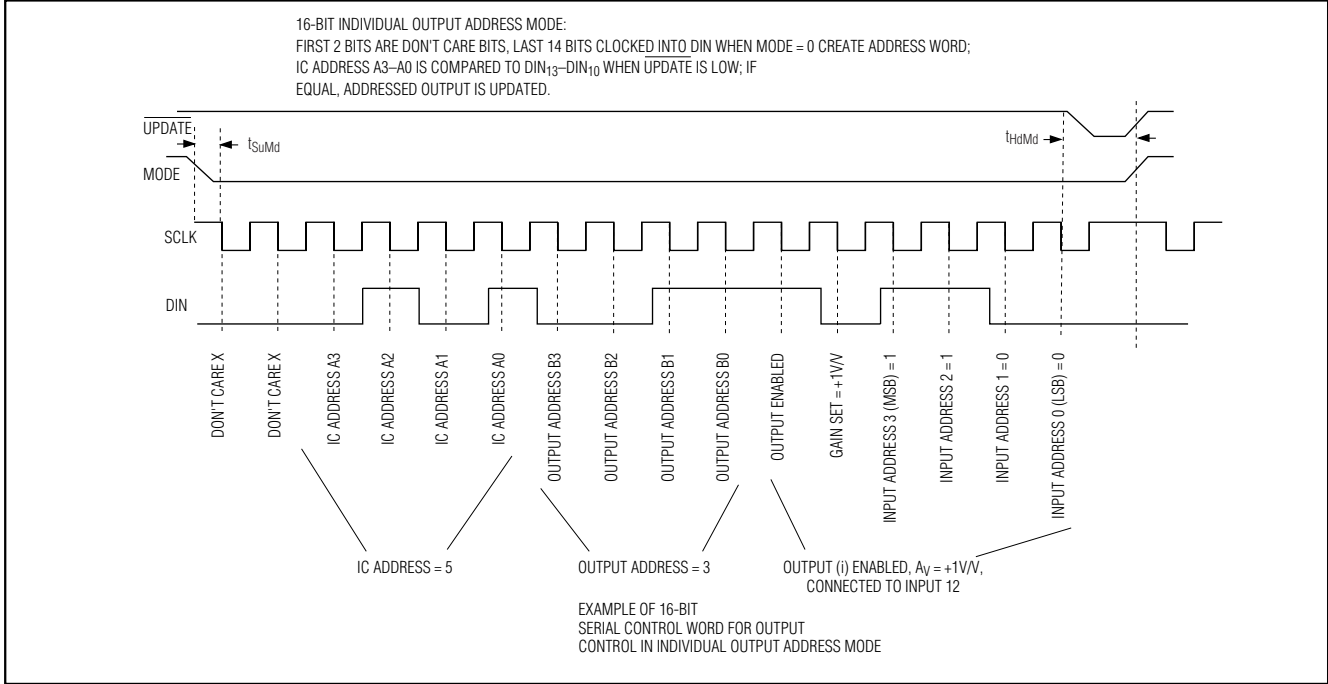 16-BIT INDIVIDUAL OUTPUT ADDRESS MODE:
FIRST 2 BITS ARE DON'T CARE BITS, LAST 14 BITS CLOCKED INTO DIN WHEN MODE = 0 CREATE ADDRESS WORD;
IC ADDRESS A3–A0 IS COMPARED TO DIN13–DIN10 WHEN UPDATE IS LOW; IF
EQUAL, ADDRESSED OUTPUT IS UPDATED.
UPDATE
tSuMd
tHdMd
MODE
SCLK
DIN
DON'T CARE X
DON'T CARE X
IC ADDRESS A3
IC ADDRESS A2
IC ADDRESS A1
IC ADDRESS A0
OUTPUT ADDRESS B3
OUTPUT ADDRESS B2
OUTPUT ADDRESS B1
OUTPUT ADDRESS B0
OUTPUT ENABLED
GAIN SET = +1V/V
INPUT ADDRESS 3 (MSB) = 1
INPUT ADDRESS 2 = 1
INPUT ADDRESS 1 = 0
INPUT ADDRESS 0 (LSB) = 0
IC ADDRESS = 5
OUTPUT ADDRESS = 3
OUTPUT (i) ENABLED, AV = +1V/V,
CONNECTED TO INPUT 12
EXAMPLE OF 16-BIT
SERIAL CONTROL WORD FOR OUTPUT
CONTROL IN INDIVIDUAL OUTPUT ADDRESS MODE